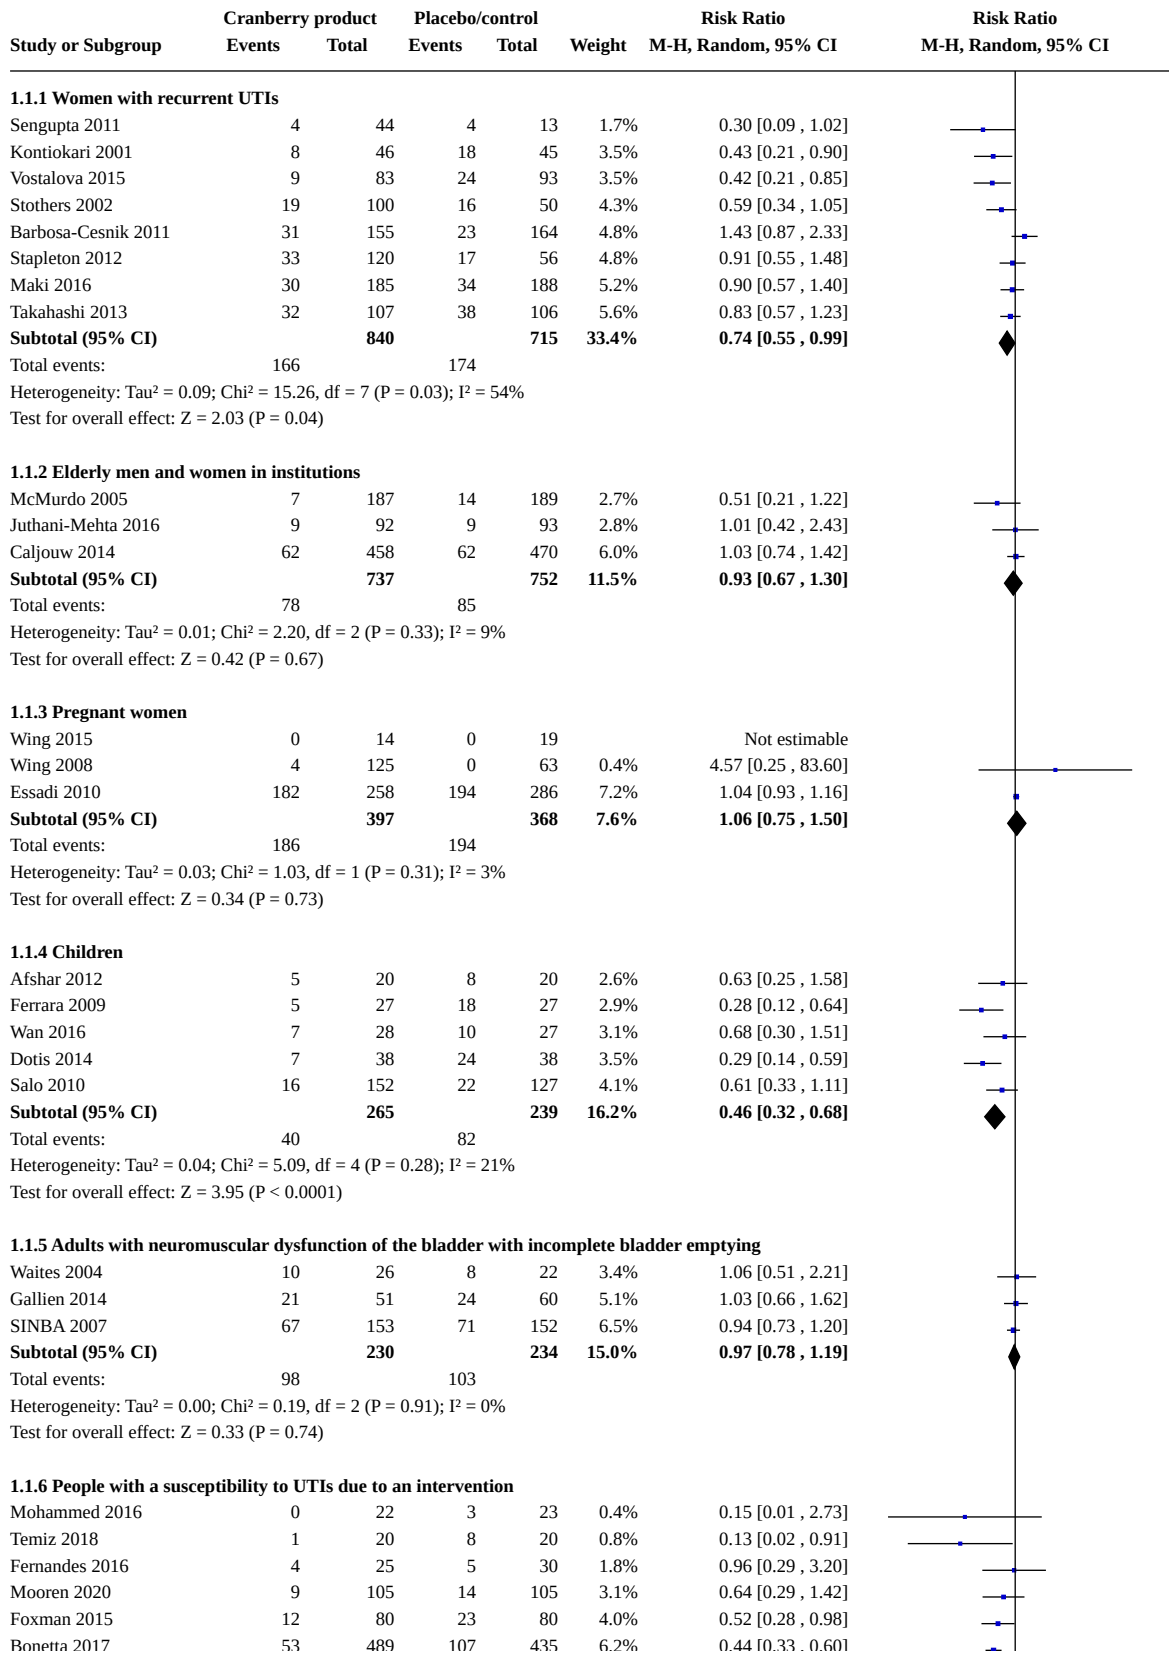 Cranberry product Placebo/control Risk Ratio Risk Ratio
Study or Subgroup Events Total Events Total Weight M-H, Random, 95% CI M-H, Random, 95% CI
1.1.1 Women with recurrent UTIs
Sengupta 2011 4 44 4 13 1.7% 0.30 [0.09 , 1.02]
Kontiokari 2001 8 46 18 45 3.5% 0.43 [0.21 , 0.90]
Vostalova 2015 9 83 24 93 3.5% 0.42 [0.21 , 0.85]
Stothers 2002 19 100 16 50 4.3% 0.59 [0.34 , 1.05]
Barbosa-Cesnik 2011 31 155 23 164 4.8% 1.43 [0.87 , 2.33]
Stapleton 2012 33 120 17 56 4.8% 0.91 [0.55 , 1.48]
Maki 2016 30 185 34 188 5.2% 0.90 [0.57 , 1.40]
Takahashi 2013 32 107 38 106 5.6% 0.83 [0.57 , 1.23]
Subtotal (95% CI) 840 715 33.4% 0.74 [0.55 , 0.99]
Total events: 166 174
Heterogeneity: Tau² = 0.09; Chi² = 15.26, df = 7 (P = 0.03); I² = 54%
Test for overall effect: Z = 2.03 (P = 0.04)
1.1.2 Elderly men and women in institutions
McMurdo 2005 7 187 14 189 2.7% 0.51 [0.21 , 1.22]
Juthani-Mehta 2016 9 92 9 93 2.8% 1.01 [0.42 , 2.43]
Caljouw 2014 62 458 62 470 6.0% 1.03 [0.74 , 1.42]
Subtotal (95% CI) 737 752 11.5% 0.93 [0.67 , 1.30]
Total events: 78 85
Heterogeneity: Tau² = 0.01; Chi² = 2.20, df = 2 (P = 0.33); I² = 9%
Test for overall effect: Z = 0.42 (P = 0.67)
1.1.3 Pregnant women
Wing 2015 0 14 0 19 Not estimable
Wing 2008 4 125 0 63 0.4% 4.57 [0.25 , 83.60]
Essadi 2010 182 258 194 286 7.2% 1.04 [0.93 , 1.16]
Subtotal (95% CI) 397 368 7.6% 1.06 [0.75 , 1.50]
Total events: 186 194
Heterogeneity: Tau² = 0.03; Chi² = 1.03, df = 1 (P = 0.31); I² = 3%
Test for overall effect: Z = 0.34 (P = 0.73)
1.1.4 Children
Afshar 2012 5 20 8 20 2.6% 0.63 [0.25 , 1.58]
Ferrara 2009 5 27 18 27 2.9% 0.28 [0.12 , 0.64]
Wan 2016 7 28 10 27 3.1% 0.68 [0.30 , 1.51]
Dotis 2014 7 38 24 38 3.5% 0.29 [0.14 , 0.59]
Salo 2010 16 152 22 127 4.1% 0.61 [0.33 , 1.11]
Subtotal (95% CI) 265 239 16.2% 0.46 [0.32 , 0.68]
Total events: 40 82
Heterogeneity: Tau² = 0.04; Chi² = 5.09, df = 4 (P = 0.28); I² = 21%
Test for overall effect: Z = 3.95 (P < 0.0001)
1.1.5 Adults with neuromuscular dysfunction of the bladder with incomplete bladder emptying
Waites 2004 10 26 8 22 3.4% 1.06 [0.51 , 2.21]
Gallien 2014 21 51 24 60 5.1% 1.03 [0.66 , 1.62]
SINBA 2007 67 153 71 152 6.5% 0.94 [0.73 , 1.20]
Subtotal (95% CI) 230 234 15.0% 0.97 [0.78 , 1.19]
Total events: 98 103
Heterogeneity: Tau² = 0.00; Chi² = 0.19, df = 2 (P = 0.91); I² = 0%
Test for overall effect: Z = 0.33 (P = 0.74)
1.1.6 People with a susceptibility to UTIs due to an intervention
Mohammed 2016 0 22 3 23 0.4% 0.15 [0.01 , 2.73]
Temiz 2018 1 20 8 20 0.8% 0.13 [0.02 , 0.91]
Fernandes 2016 4 25 5 30 1.8% 0.96 [0.29 , 3.20]
Mooren 2020 9 105 14 105 3.1% 0.64 [0.29 , 1.42]
Foxman 2015 12 80 23 80 4.0% 0.52 [0.28 , 0.98]
Bonetta 2017 53 489 107 435 6.2% 0.44 [0.33 , 0.60]